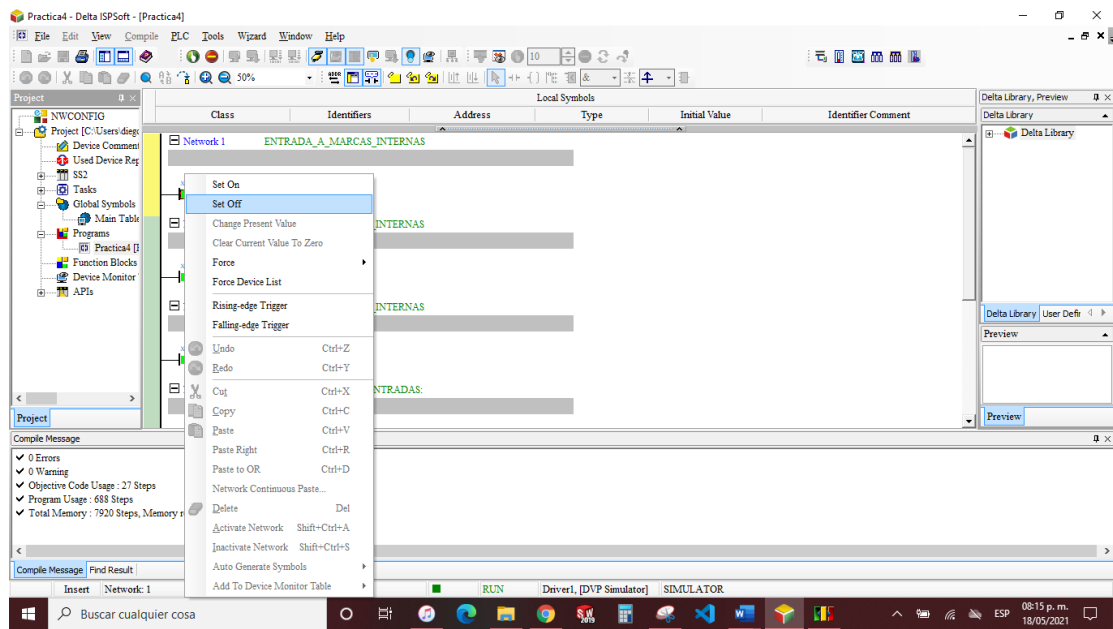 Practica4 - Delta ISPSoft - [Practica4]
File Edit View Compile PLC Tools Wizard Window Help
10
50%
&
Project
NWCONFIG
Project [C:\Users\dieg
Device Comment
Used Device Rep
SS2
Tasks
Global Symbols
Main Table
Programs
Practica4 [P
Function Blocks
Device Monitor
APIs
Project
Local Symbols
Class Identifiers Address Type Initial Value Identifier Comment
Network 1 ENTRADA_A_MARCAS_INTERNAS
INTERNAS
INTERNAS
NTRADAS:
Set On
Set Off
Change Present Value
Clear Current Value To Zero
Force
Force Device List
Rising-edge Trigger
Falling-edge Trigger
Undo Ctrl+Z
Redo Ctrl+Y
Cut Ctrl+X
Copy Ctrl+C
Paste Ctrl+V
Paste Right Ctrl+R
Paste to OR Ctrl+D
Network Continuous Paste...
Delete Del
Activate Network Shift+Ctrl+A
Inactivate Network Shift+Ctrl+S
Auto Generate Symbols
Add To Device Monitor Table
Delta Library, Preview
Delta Library
Delta Library
Delta Library User Defir
Preview
Preview
Compile Message
0 Errors
0 Warning
Objective Code Usage : 27 Steps
Program Usage : 688 Steps
Total Memory : 7920 Steps, Memory r
Compile Message Find Result
Insert Network: 1 RUN Driver1, [DVP Simulator] SIMULATOR
Buscar cualquier cosa
SW
2019
ESP
08:15 p. m.
18/05/2021